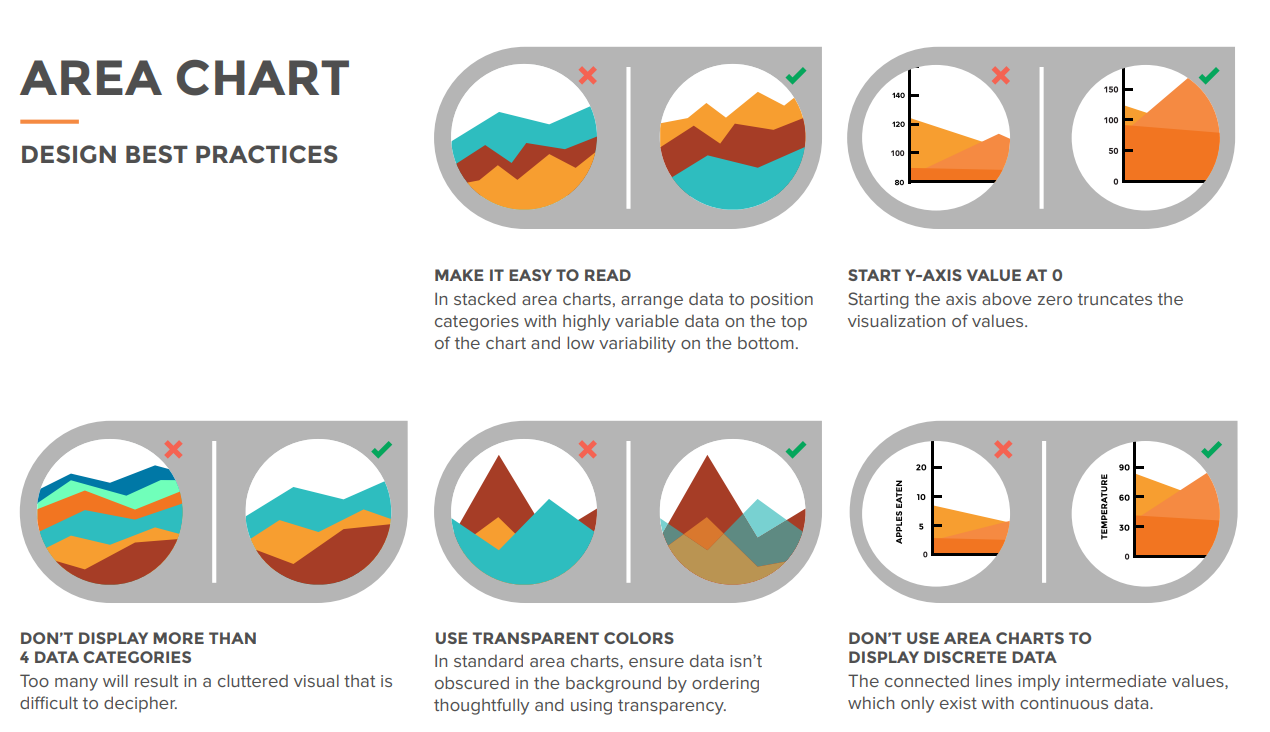 AREA CHART
DESIGN BEST PRACTICES
MAKE IT EASY TO READ
In stacked area charts, arrange data to position
categories with highly variable data on the top
of the chart and low variability on the bottom.
140
120
100
80
150
100
50
0
START Y-AXIS VALUE AT 0
Starting the axis above zero truncates the
visualization of values.
DON’T DISPLAY MORE THAN
4 DATA CATEGORIES
Too many will result in a cluttered visual that is
difficult to decipher.
USE TRANSPARENT COLORS
In standard area charts, ensure data isn’t
obscured in the background by ordering
thoughtfully and using transparency.
APPLES EATEN
20
10
5
0
TEMPERATURE
90
60
30
0
DON’T USE AREA CHARTS TO
DISPLAY DISCRETE DATA
The connected lines imply intermediate values,
which only exist with continuous data.